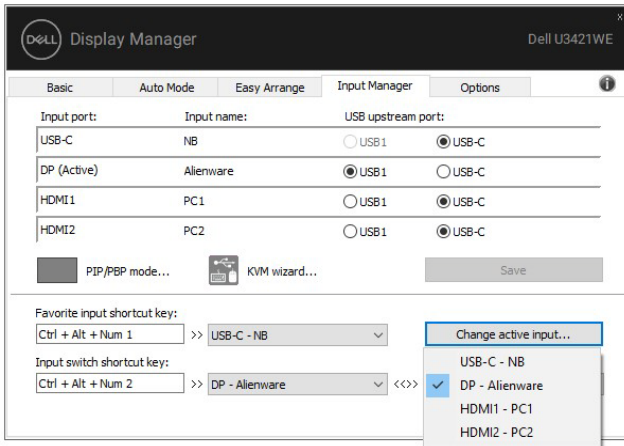 DELL Display Manager Dell U3421WE
Basic Auto Mode Easy Arrange Input Manager Options
Input port: Input name: USB upstream port:
USB-C NB USB1 USB-C
DP (Active) Alienware USB1 USB-C
HDMI1 PC1 USB1 USB-C
HDMI2 PC2 USB1 USB-C
PIP/PBP mode... KVM wizard... Save
Favorite input shortcut key:
Ctrl + Alt + Num 1 >> USB-C - NB Change active input...
Input switch shortcut key:
Ctrl + Alt + Num 2 >> DP - Alienware <<>>
USB-C - NB
DP - Alienware
HDMI1 - PC1
HDMI2 - PC2